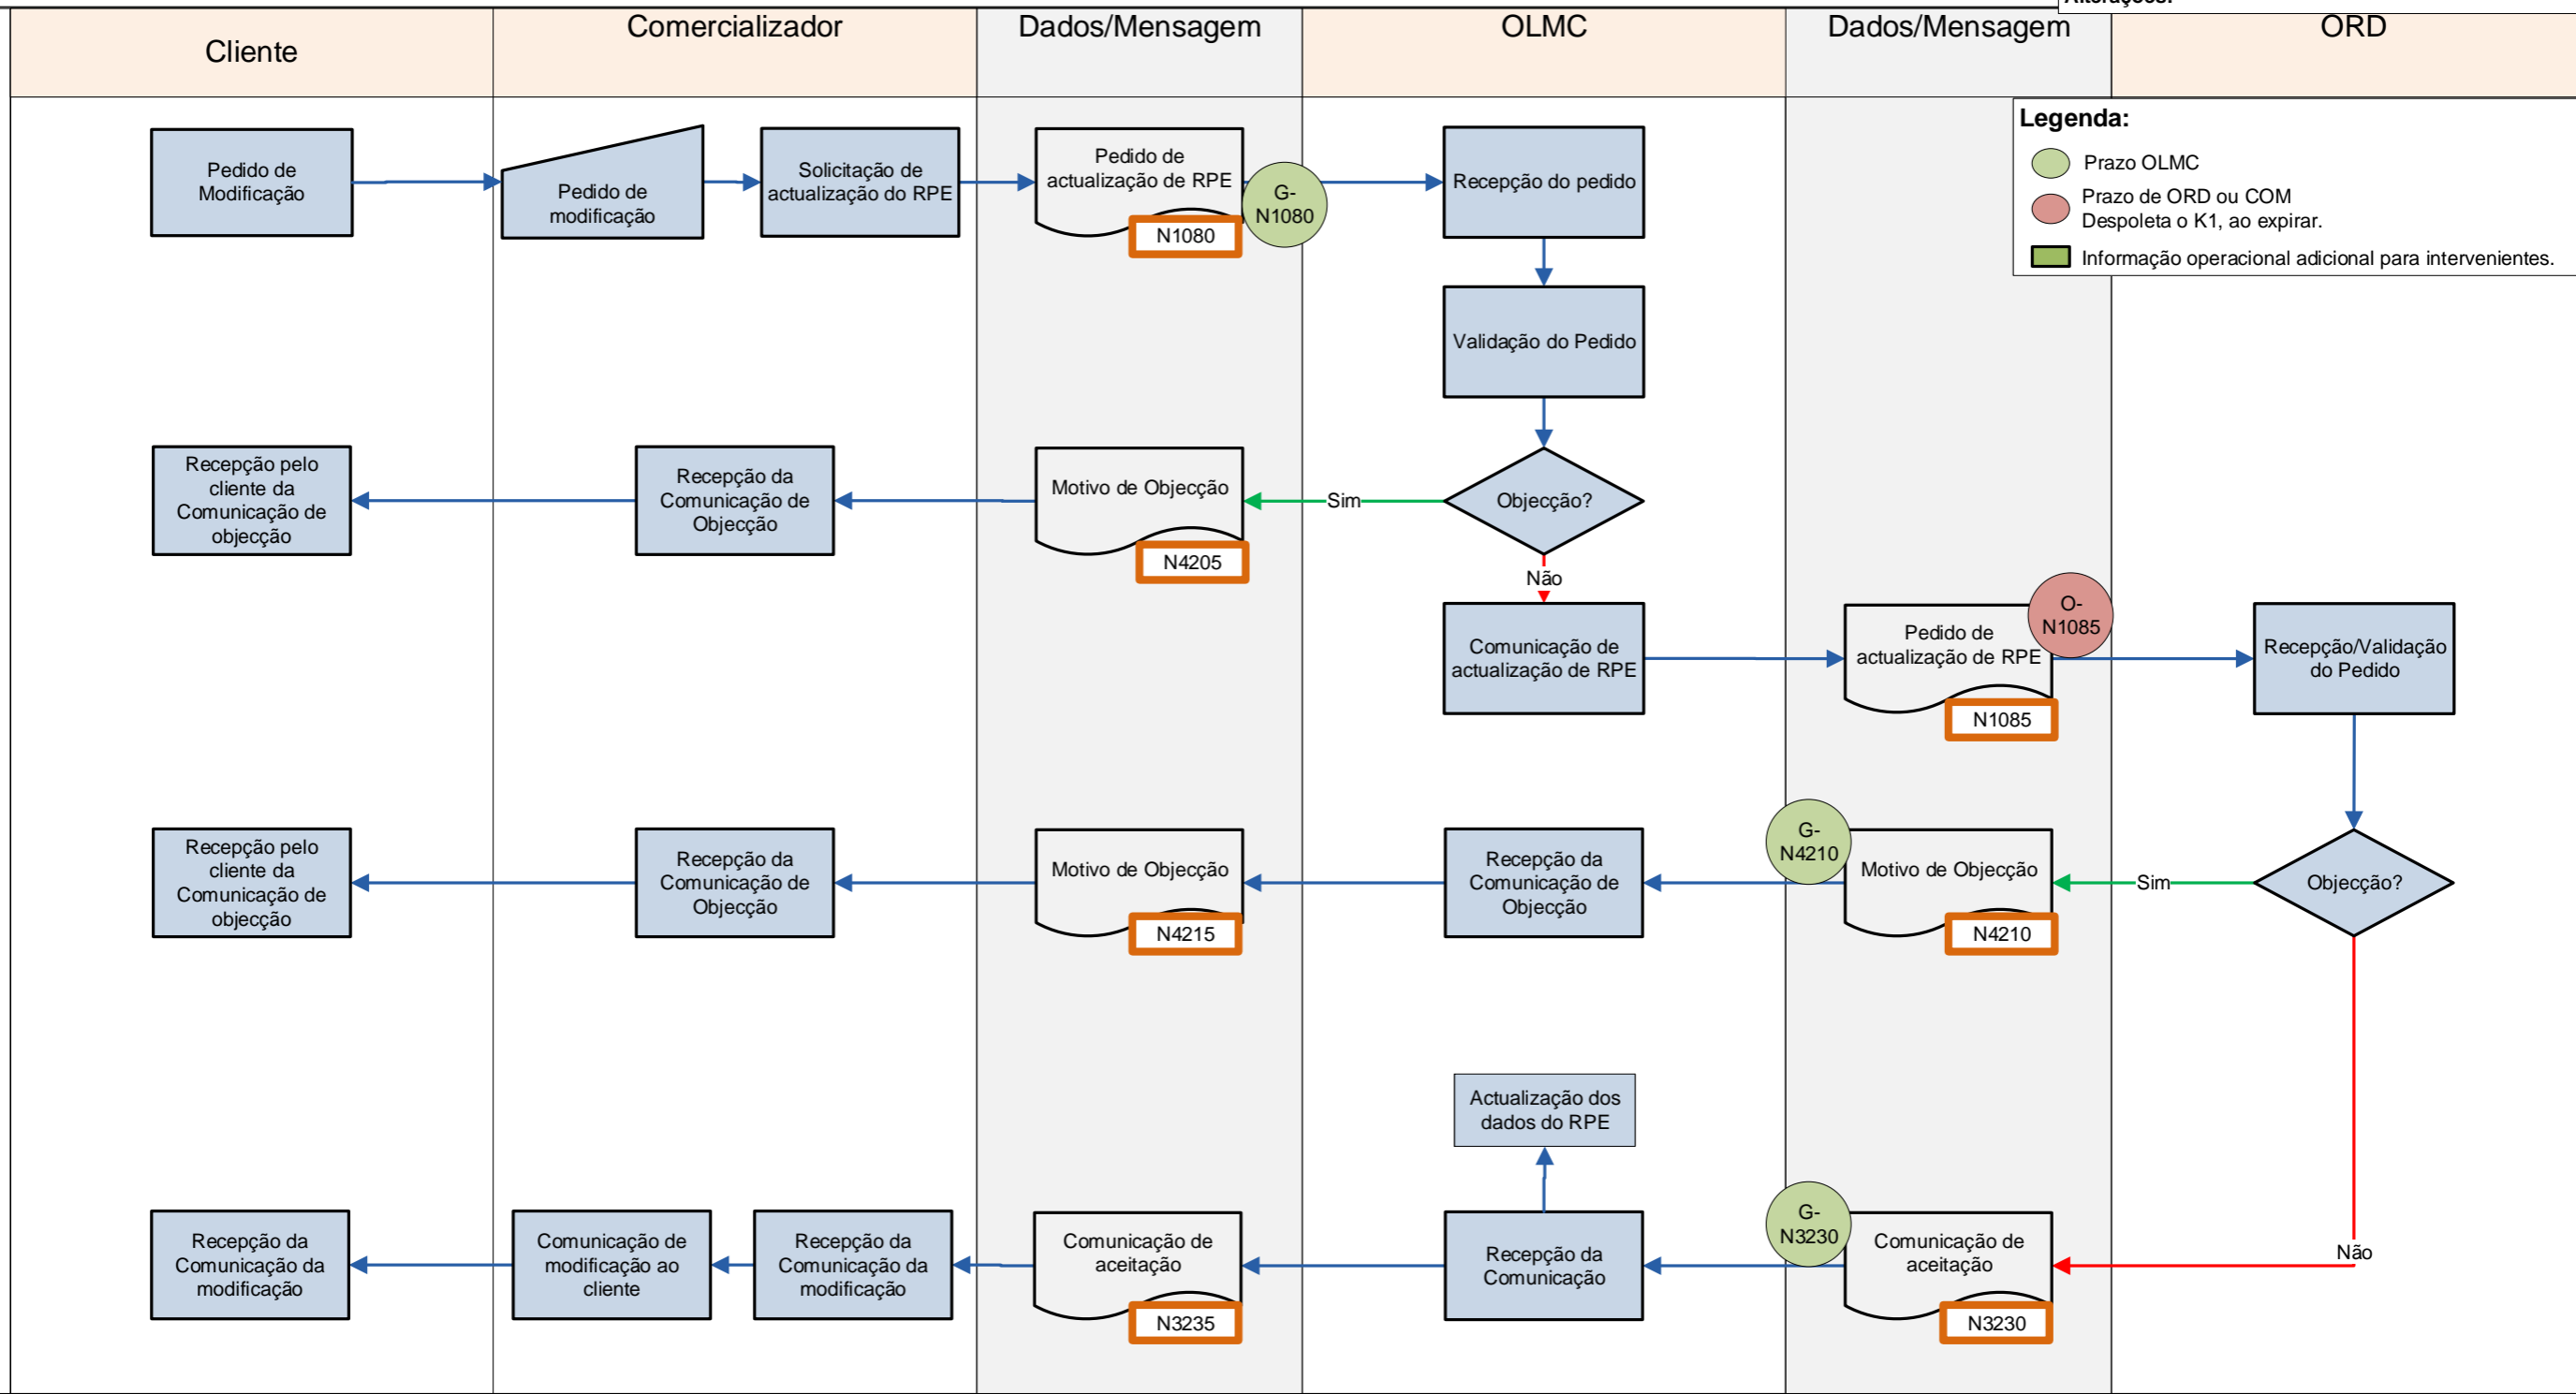 Alterações:
Cliente
Comercializador
Dados/Mensagem
OLMC
Dados/Mensagem
ORD
Legenda:
Prazo OLMC
Prazo de ORD ou COM
Despoleta o K1, ao expirar.
Informação operacional adicional para intervenientes.
Pedido de
Modificação
Pedido de
modificação
Solicitação de
actualização do RPE
Pedido de
actualização de RPE
N1080
G-
N1080
Recepção do pedido
Validação do Pedido
Recepção pelo
cliente da
Comunicação de
objecção
Recepção da
Comunicação de
Objecção
Motivo de Objecção
N4205
Sim
Objecção?
Não
Comunicação de
actualização de RPE
Pedido de
actualização de RPE
N1085
O-
N1085
Recepção/Validação
do Pedido
Recepção pelo
cliente da
Comunicação de
objecção
Recepção da
Comunicação de
Objecção
Motivo de Objecção
N4215
Recepção da
Comunicação de
Objecção
G-
N4210
Motivo de Objecção
N4210
Sim
Objecção?
Não
Actualização dos
dados do RPE
Recepção da
Comunicação da
modificação
Comunicação de
modificação ao
cliente
Recepção da
Comunicação da
modificação
Comunicação de
aceitação
N3235
Recepção da
Comunicação
G-
N3230
Comunicação de
aceitação
N3230